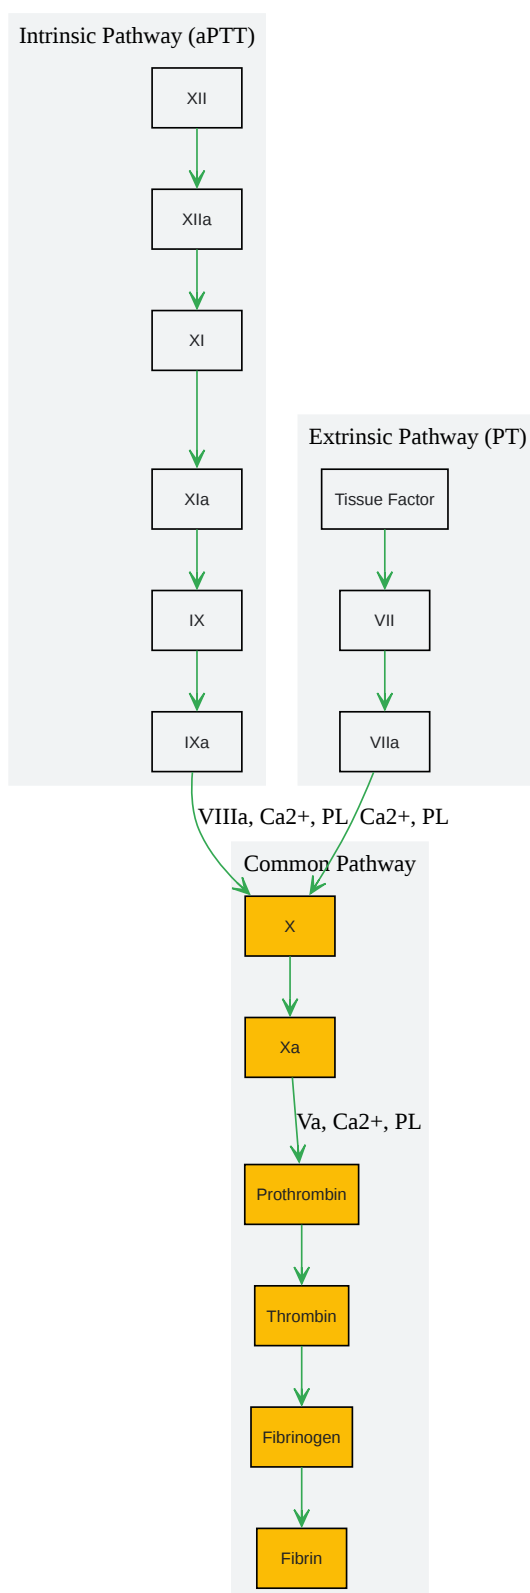 Intrinsic Pathway (aPTT)
XII
XIIa
XI
XIa
IX
IXa
Extrinsic Pathway (PT)
Tissue Factor
VII
VIIa
VIIIa, Ca2+, PL
Ca2+, PL
Common Pathway
X
Xa
Va, Ca2+, PL
Prothrombin
Thrombin
Fibrinogen
Fibrin